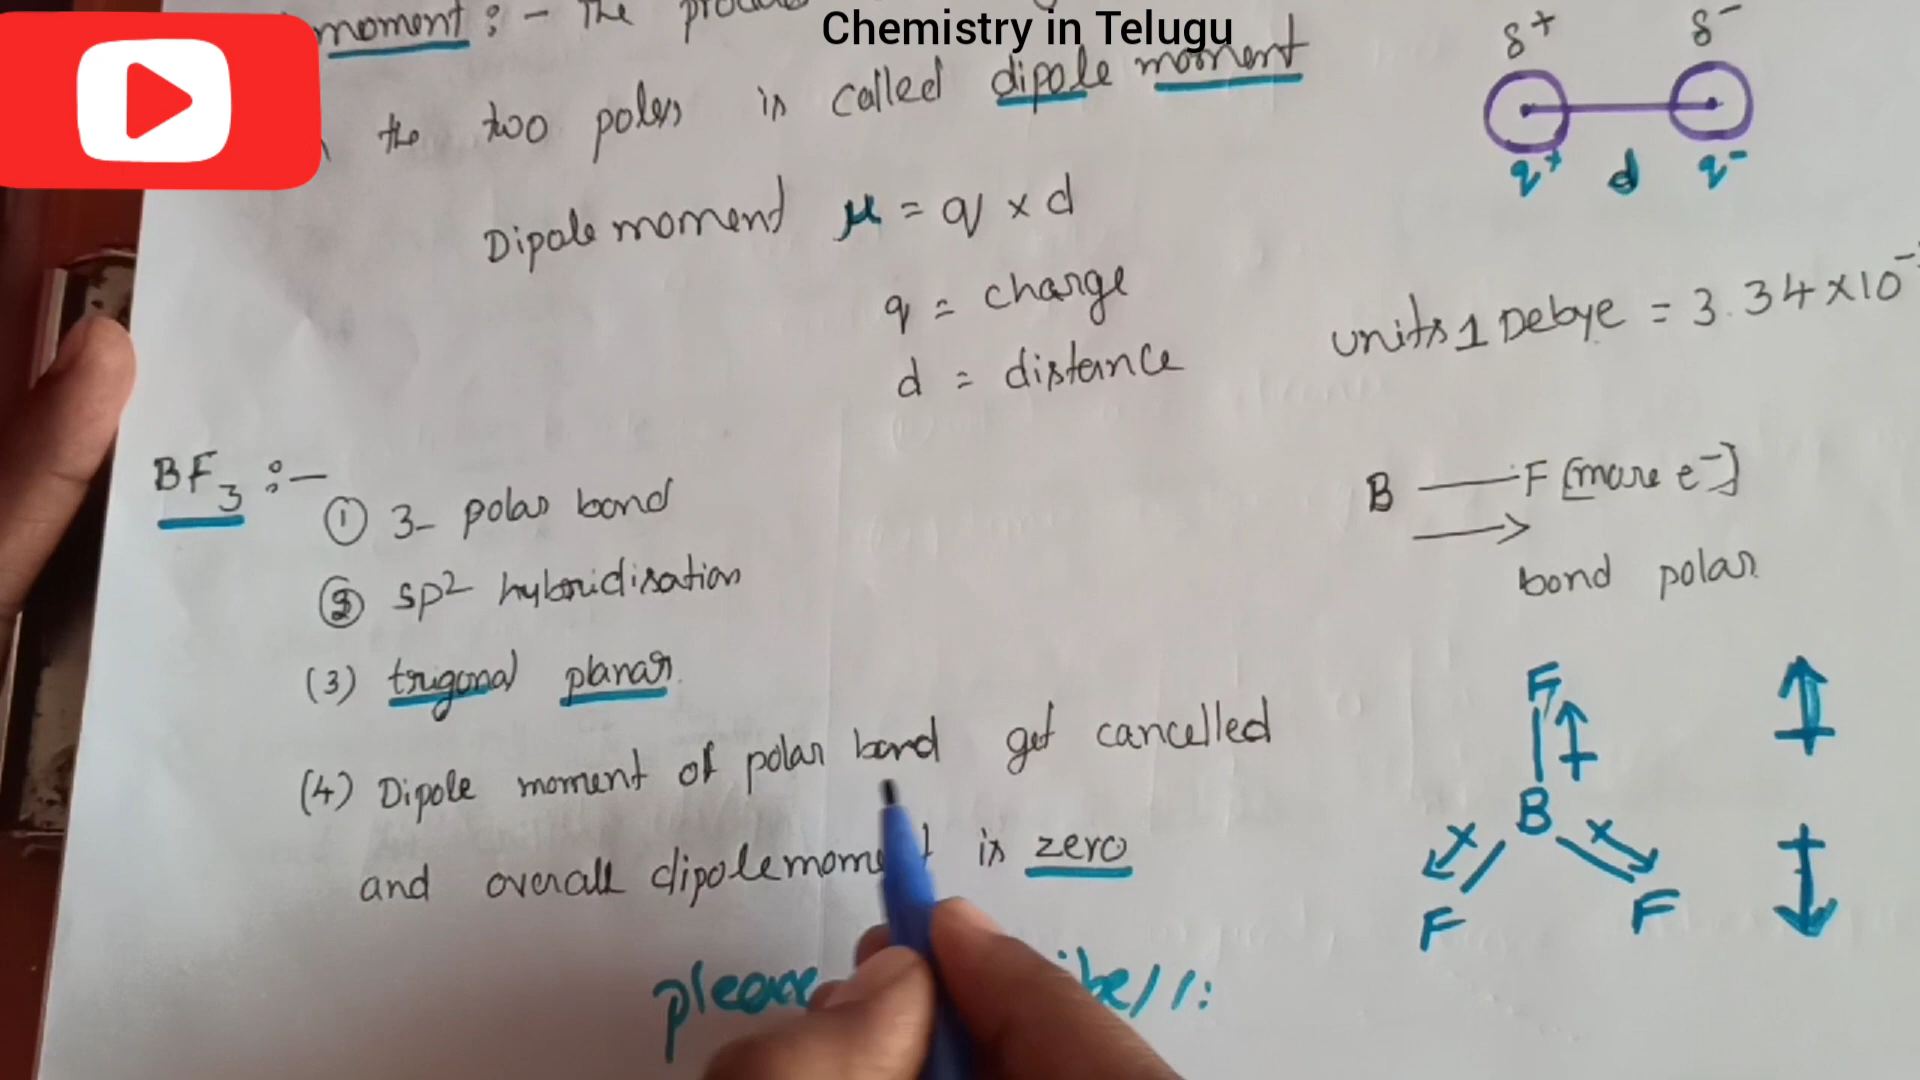 Chemistry in Telugu
moment :- The
the two poles is called dipole moment
δ+ δ-
q+ d q-
Dipole moment μ = q × d
q = charge
d = distance
units 1 Debye = 3.34×10
BF3 :-
① 3- polar bond
② sp2 hybridisation
(3) trigonal planar
(4) Dipole moment of polar bond get cancelled
and overall dipolemoment is zero
please
B — F [more e-]
bond polar
F
B
F F